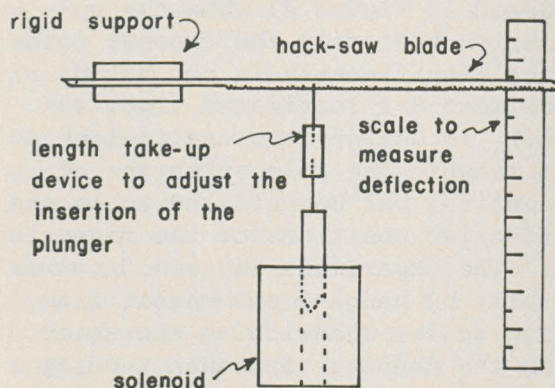 rigid support
hack-saw blade
length take-up
device to adjust the
insertion of the
plunger
scale to
measure
deflection
solenoid